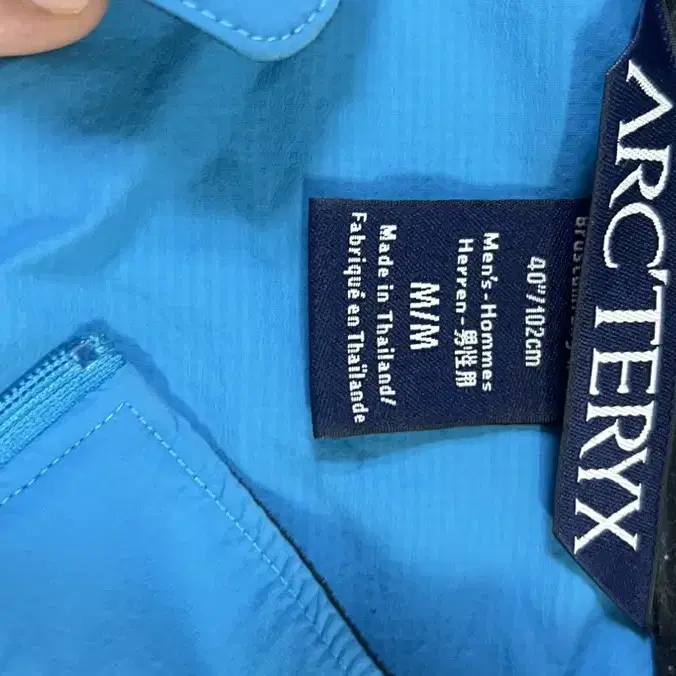 ARC'TERYX
40"/102cm
Men's-Hommes
Herren-男性用
M/M
Made in Thailand/
Fabriqué en Thaïlande